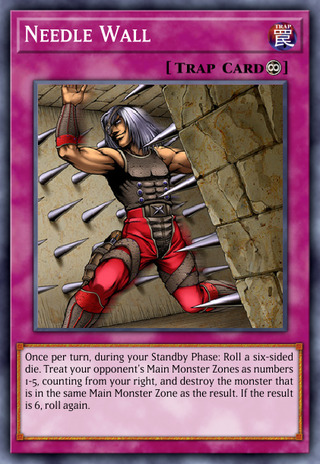 Needle Wall
TRAP
罠
[Trap Card]
Once per turn, during your Standby Phase: Roll a six-sided
die. Treat your opponent's Main Monster Zones as numbers
1-5, counting from your right, and destroy the monster that
is in the same Main Monster Zone as the result. If the result
is 6, roll again.